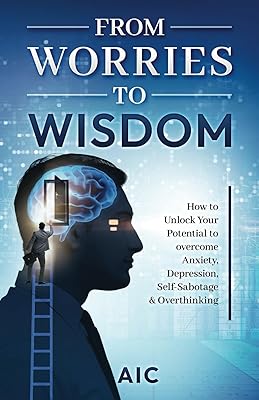 FROM
WORRIES
TO
WISDOM
How to
Unlock Your
Potential to
overcome
Anxiety,
Depression,
Self-Sabotage
& Overthinking
AIC